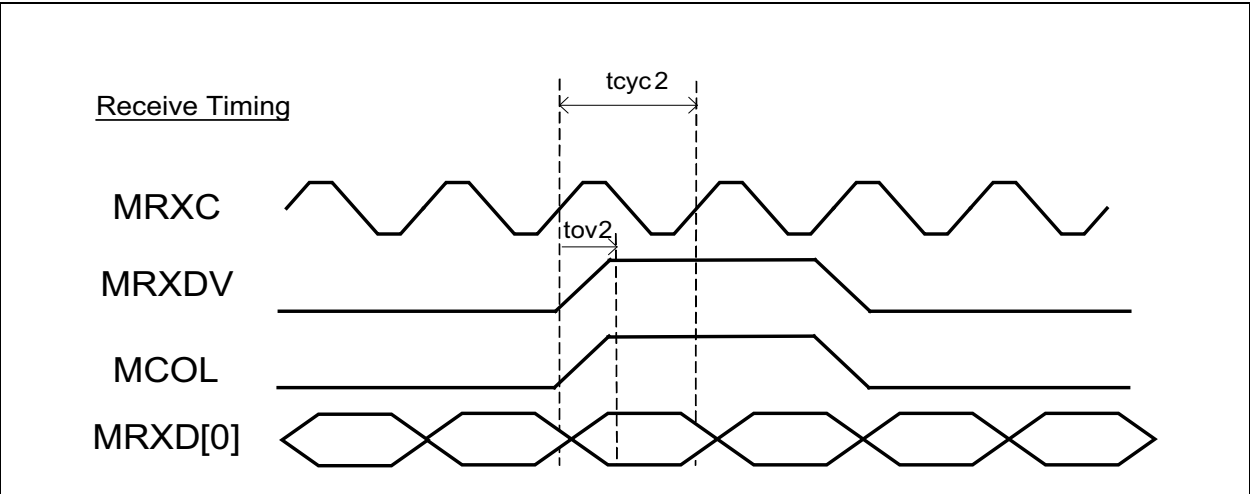 tcyc2
Receive Timing
MRXC
tov2
MRXDV
MCOL
MRXD[0]